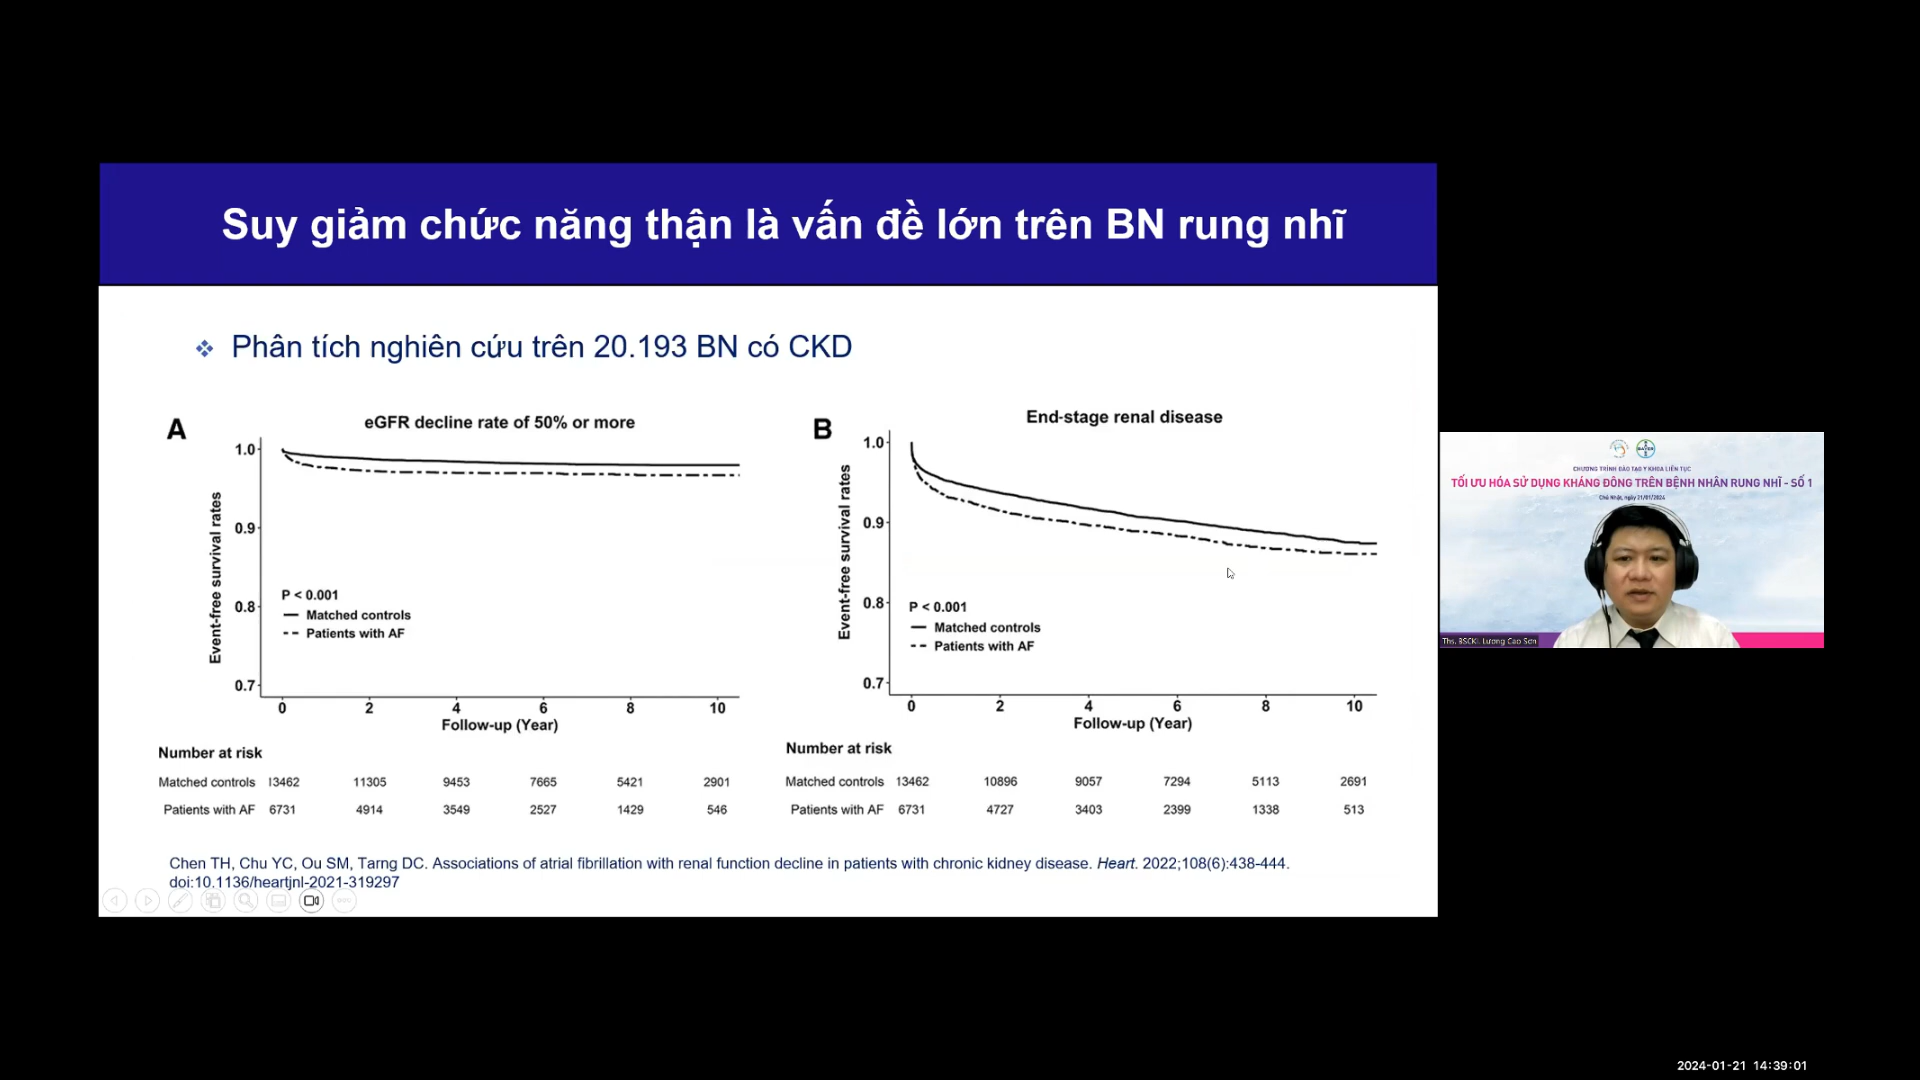 Suy giảm chức năng thận là vấn đề lớn trên BN rung nhĩ
❖ Phân tích nghiên cứu trên 20.193 BN có CKD
A
eGFR decline rate of 50% or more
Event-free survival rates
1.0
0.9
0.8
0.7
P < 0.001
Matched controls
Patients with AF
0 2 4 6 8 10
Follow-up (Year)
Number at risk
Matched controls 13462 11305 9453 7665 5421 2901
Patients with AF 6731 4914 3549 2527 1429 546
B
End-stage renal disease
Event-free survival rates
1.0
0.9
0.8
0.7
P < 0.001
Matched controls
Patients with AF
0 2 4 6 8 10
Follow-up (Year)
Number at risk
Matched controls 13462 10896 9057 7294 5113 2691
Patients with AF 6731 4727 3403 2399 1338 513
Chen TH, Chu YC, Ou SM, Tarng DC. Associations of atrial fibrillation with renal function decline in patients with chronic kidney disease. Heart. 2022;108(6):438-444.
doi:10.1136/heartjnl-2021-319297
BAYER
CHƯƠNG TRÌNH ĐÀO TẠO Y KHOA LIÊN TỤC
TỐI ƯU HÓA SỬ DỤNG KHÁNG ĐÔNG TRÊN BỆNH NHÂN RUNG NHĨ - SỐ 1
Chủ Nhật, ngày 21/01/2024
Ths. BSCKII. Lương Cao Sơn
2024-01-21 14:39:01